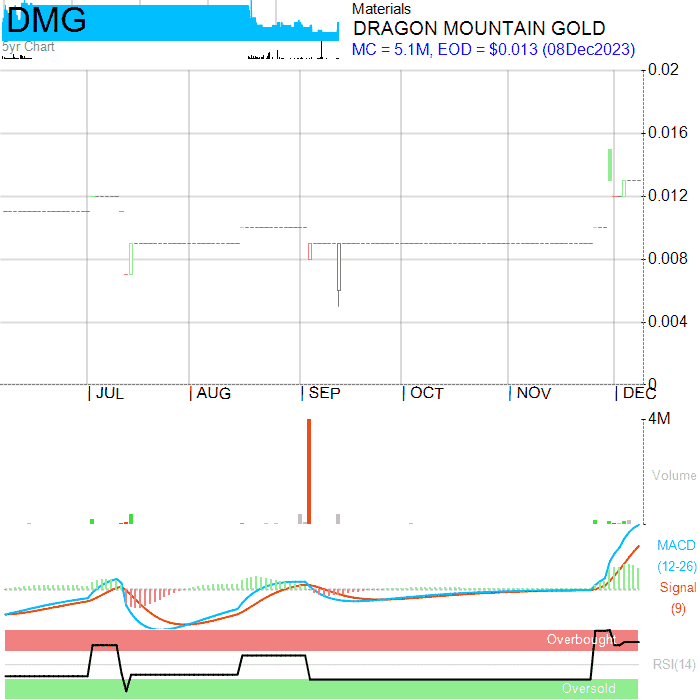 DMG
5yr Chart
Materials
DRAGON MOUNTAIN GOLD
MC = 5.1M, EOD = $0.013 (08Dec2023)
0.02
0.016
0.012
0.008
0.004
0
JUL AUG SEP OCT NOV DEC
4M
Volume
MACD
(12-26)
Signal
(9)
Overbought
RSI(14)
Oversold